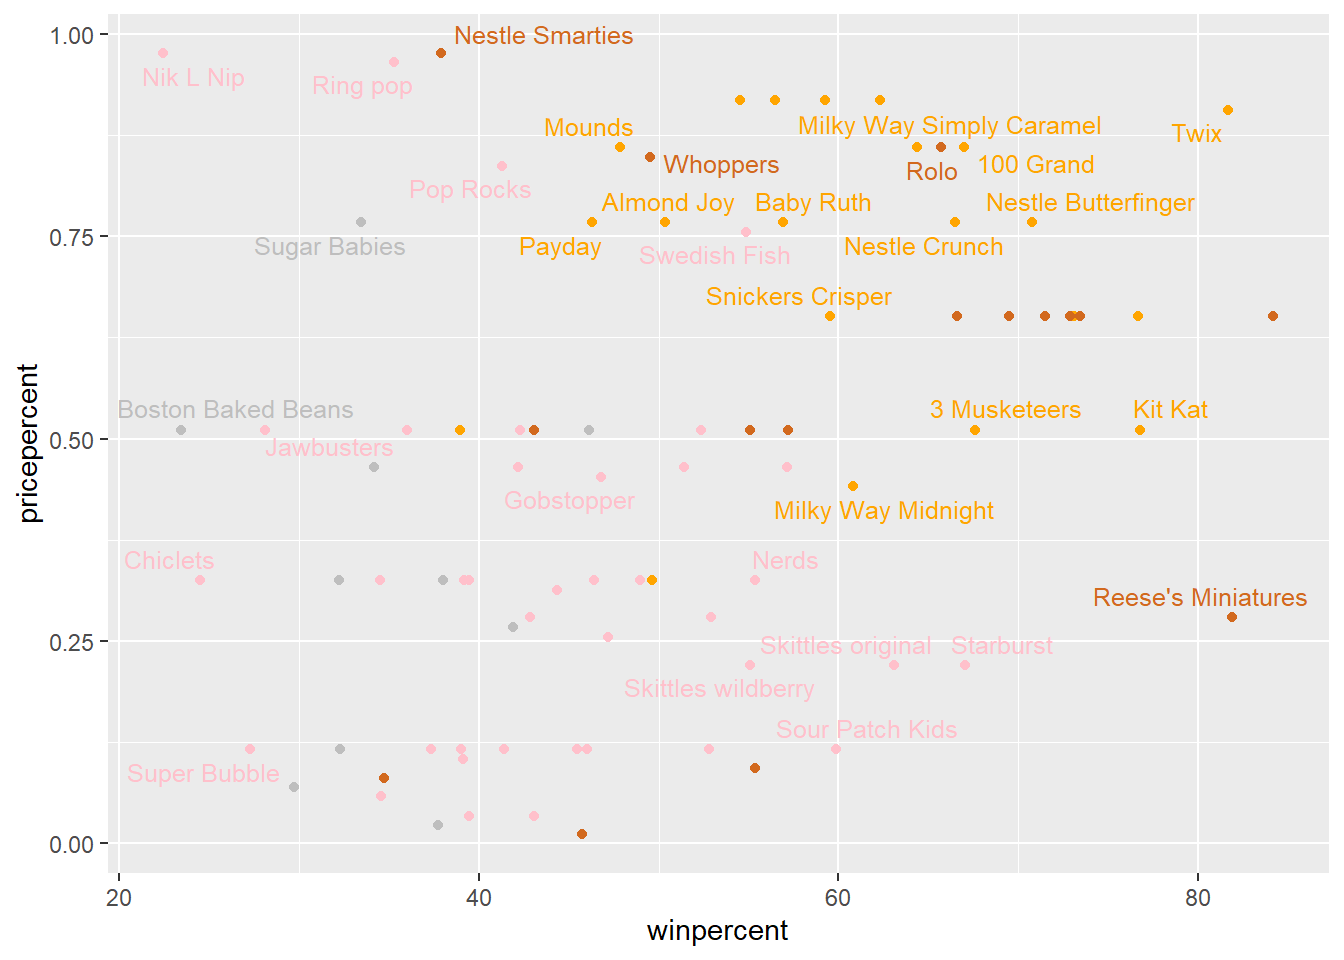 1.00
Nestle Smarties
Nik L Nip
Ring pop
Mounds
Milky Way Simply Caramel
Twix
Whoppers
Rolo
100 Grand
Pop Rocks
Almond Joy
Baby Ruth
Nestle Butterfinger
0.75
Sugar Babies
Payday
Swedish Fish
Nestle Crunch
Snickers Crisper
Boston Baked Beans
3 Musketeers
Kit Kat
0.50
Jawbusters
Gobstopper
Milky Way Midnight
pricepercent
Chiclets
Nerds
Reese's Miniatures
0.25
Skittles original
Starburst
Skittles wildberry
Sour Patch Kids
Super Bubble
0.00
20
40
60
80
winpercent